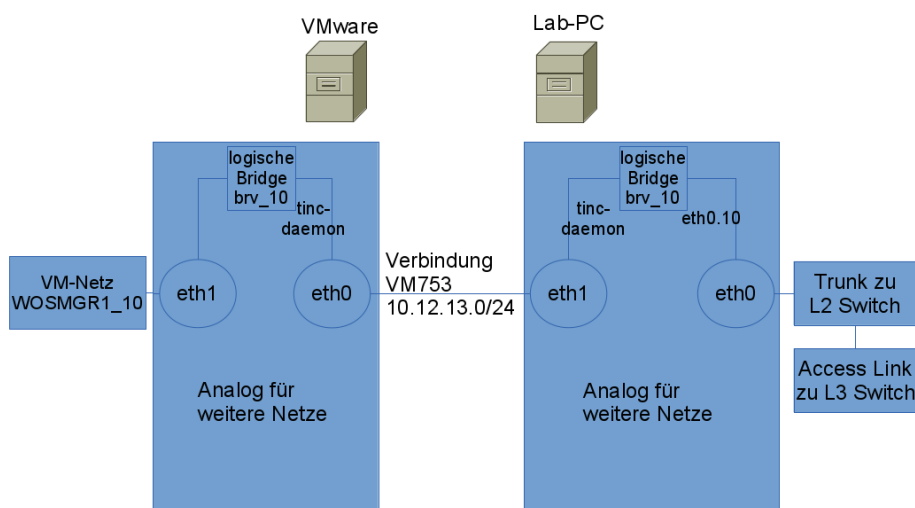 VMware
Lab-PC
logische
Bridge
brv_10
tinc-
daemon
logische
Bridge
brv_10
tinc-
daemon
eth0.10
VM-Netz
WOSMGR1_10
eth1
eth0
Verbindung
VM753
10.12.13.0/24
eth1
eth0
Trunk zu
L2 Switch
Access Link
zu L3 Switch
Analog für
weitere Netze
Analog für
weitere Netze